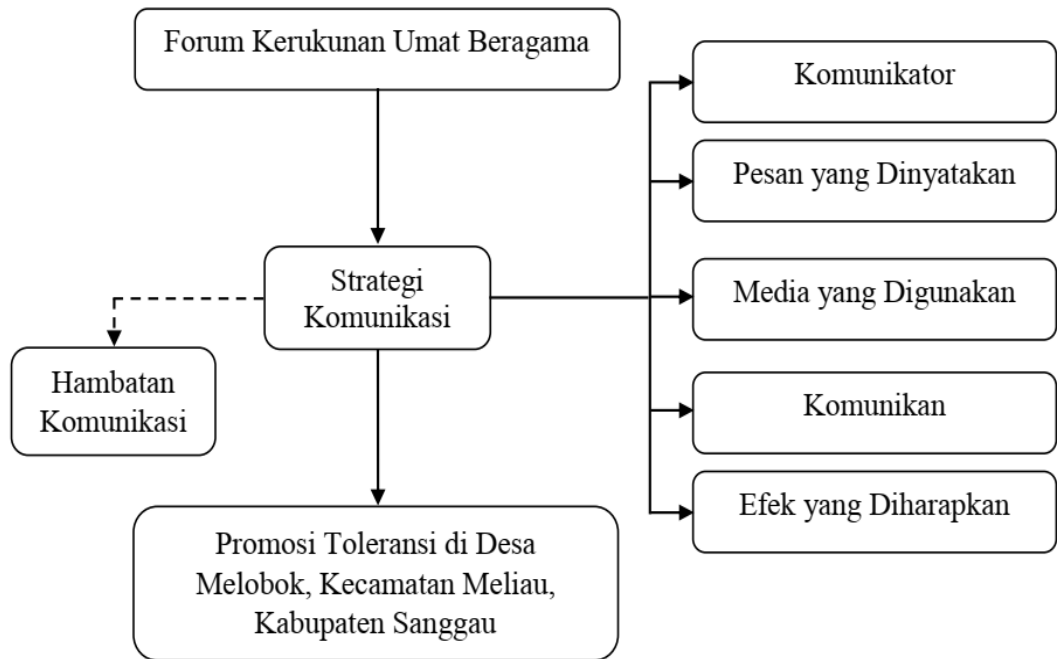 Forum Kerukunan Umat Beragama
Komunikator
Pesan yang Dinyatakan
Strategi
Komunikasi
Media yang Digunakan
Hambatan
Komunikasi
Komunikan
Efek yang Diharapkan
Promosi Toleransi di Desa
Melobok, Kecamatan Meliau,
Kabupaten Sanggau